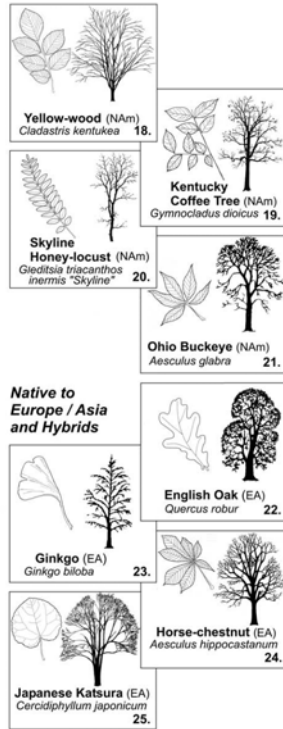 Yellow-wood (NAm)
Cladastris kentukea 18.
Kentucky
Coffee Tree (NAm)
Gymnocladus dioicus 19.
Skyline
Honey-locust (NAm)
Gleditsia triacanthos
inermis "Skyline" 20.
Ohio Buckeye (NAm)
Aesculus glabra 21.
Native to
Europe / Asia
and Hybrids
English Oak (EA)
Quercus robur 22.
Ginkgo (EA)
Ginkgo biloba 23.
Horse-chestnut (EA)
Aesculus hippocastanum
24.
Japanese Katsura (EA)
Cercidiphyllum japonicum
25.